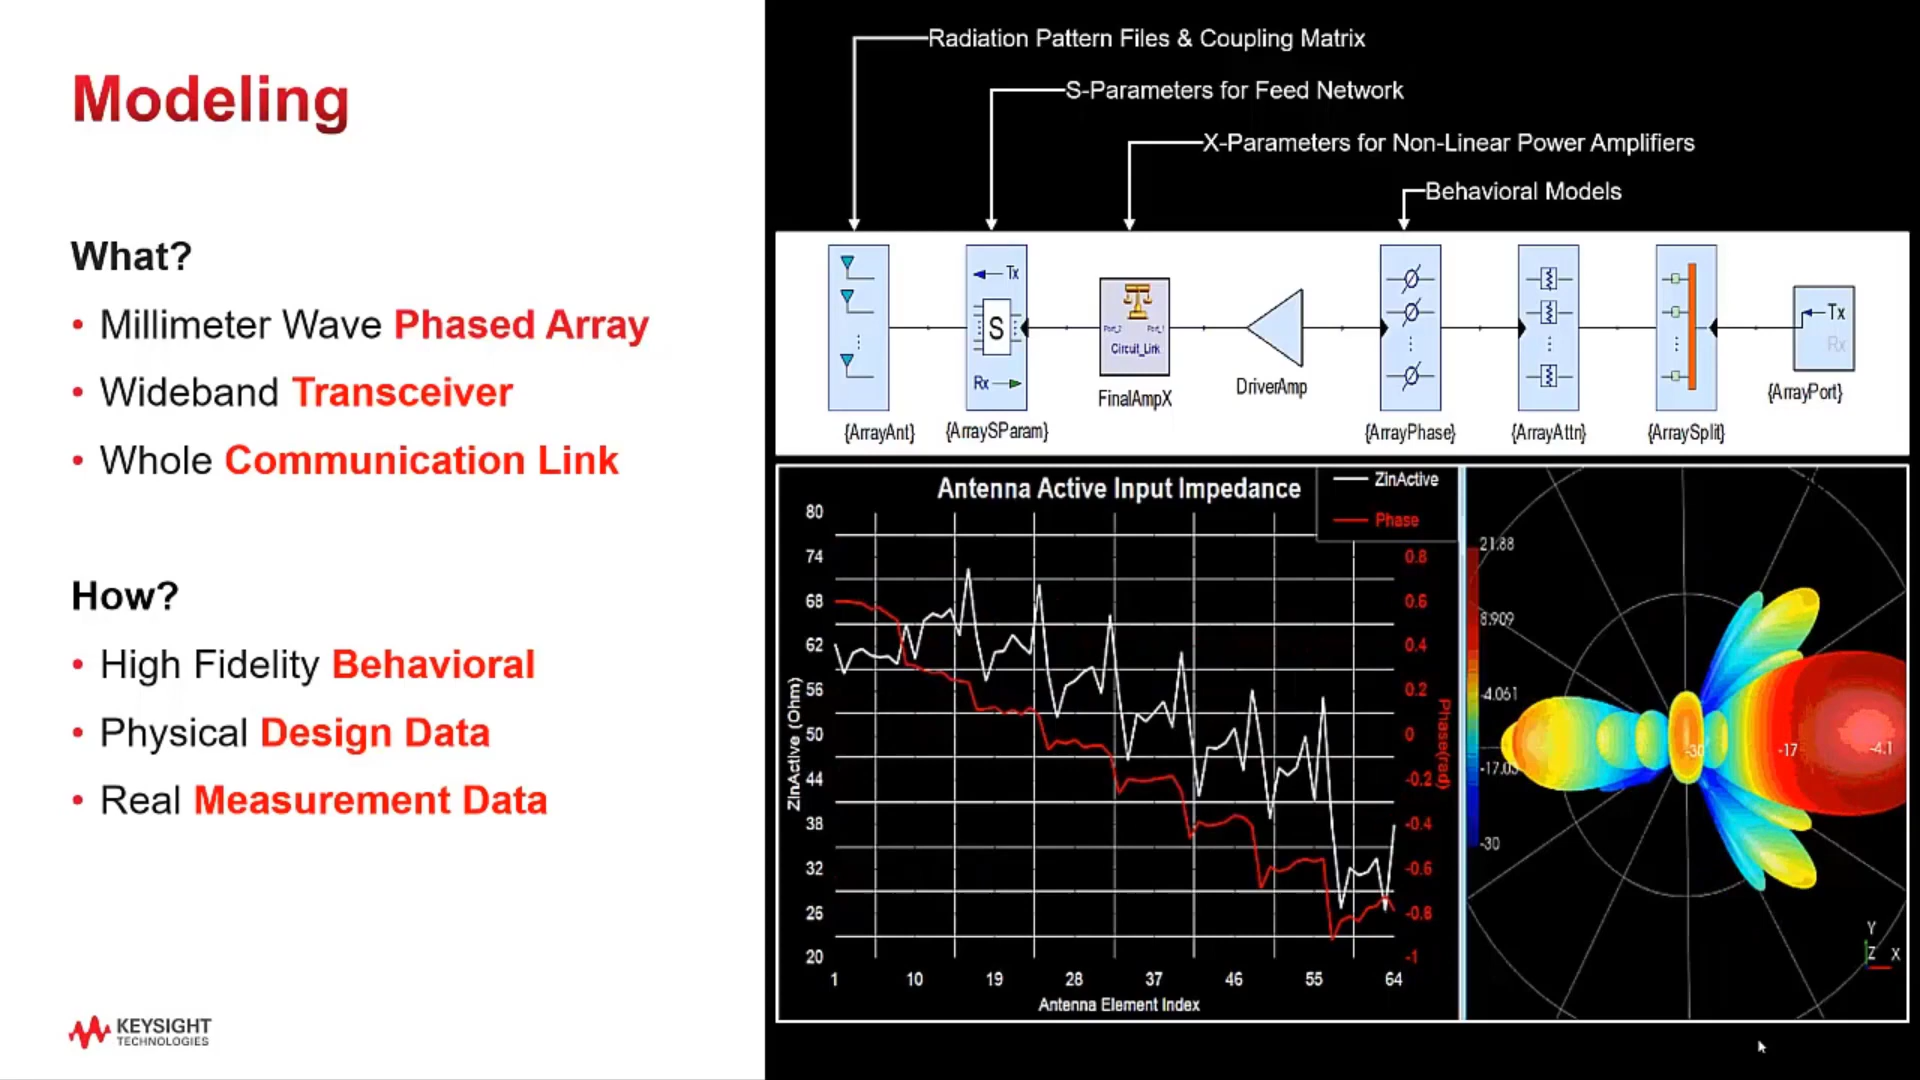 Modeling
What?
• Millimeter Wave Phased Array
• Wideband Transceiver
• Whole Communication Link
How?
• High Fidelity Behavioral
• Physical Design Data
• Real Measurement Data
KEYSIGHT
TECHNOLOGIES
Radiation Pattern Files & Coupling Matrix
S-Parameters for Feed Network
X-Parameters for Non-Linear Power Amplifiers
Behavioral Models
Tx
S
Rx
Port_2 Port_1
Circuit_Link
Tx
Rx
{ArrayAnt}
{ArraySParam}
FinalAmpX
DriverAmp
{ArrayPhase}
{ArrayAttn}
{ArraySplit}
{ArrayPort}
Antenna Active Input Impedance
ZinActive
Phase
80
74
68
62
56
50
44
38
32
26
20
ZinActive (Ohm)
0.8
0.6
0.4
0.2
0
-0.2
-0.4
-0.6
-0.8
-1
Phase(rad)
1 10 19 28 37 46 55 64
Antenna Element Index
21.88
8.909
-4.061
-17.03
-30
-30 -17 -4.1
Y
Z X